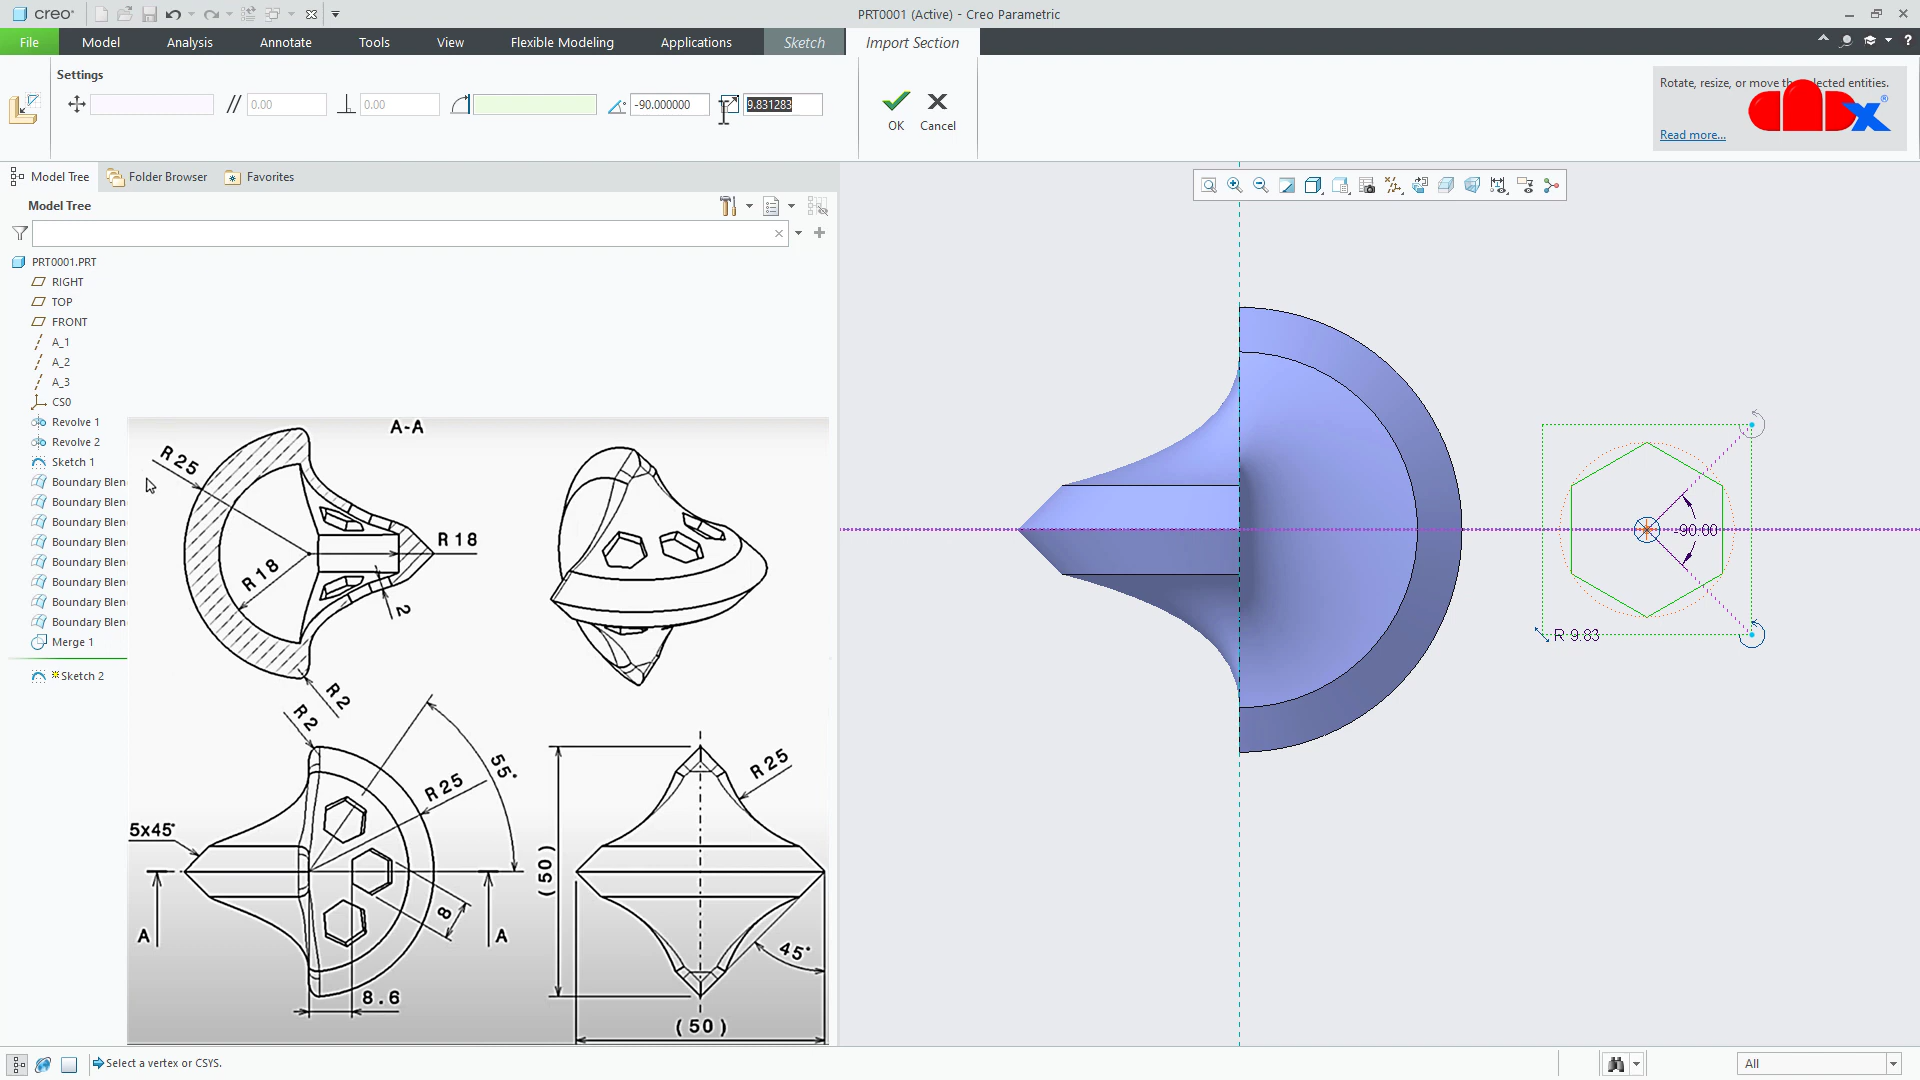 creo
PRT0001 (Active) - Creo Parametric
File
Model
Analysis
Annotate
Tools
View
Flexible Modeling
Applications
Sketch
Import Section
?
Settings
0.00
0.00
-90.000000
9.831283
OK
Cancel
Rotate, resize, or move the selected entities.
Read more...
x
Model Tree
Folder Browser
Favorites
Model Tree
PRT0001.PRT
RIGHT
TOP
FRONT
A_1
A_2
A_3
CS0
Revolve 1
Revolve 2
Sketch 1
Boundary Blen
Boundary Blen
Boundary Blen
Boundary Blen
Boundary Blen
Boundary Blen
Boundary Blen
Boundary Blen
Merge 1
Sketch 2
A-A
R25
R18
R18
2
R2
R2
55°
R25
5x45°
8
A
A
8.6
(50)
R25
45°
(50)
-90.00
R 9.83
Select a vertex or CSYS.
All